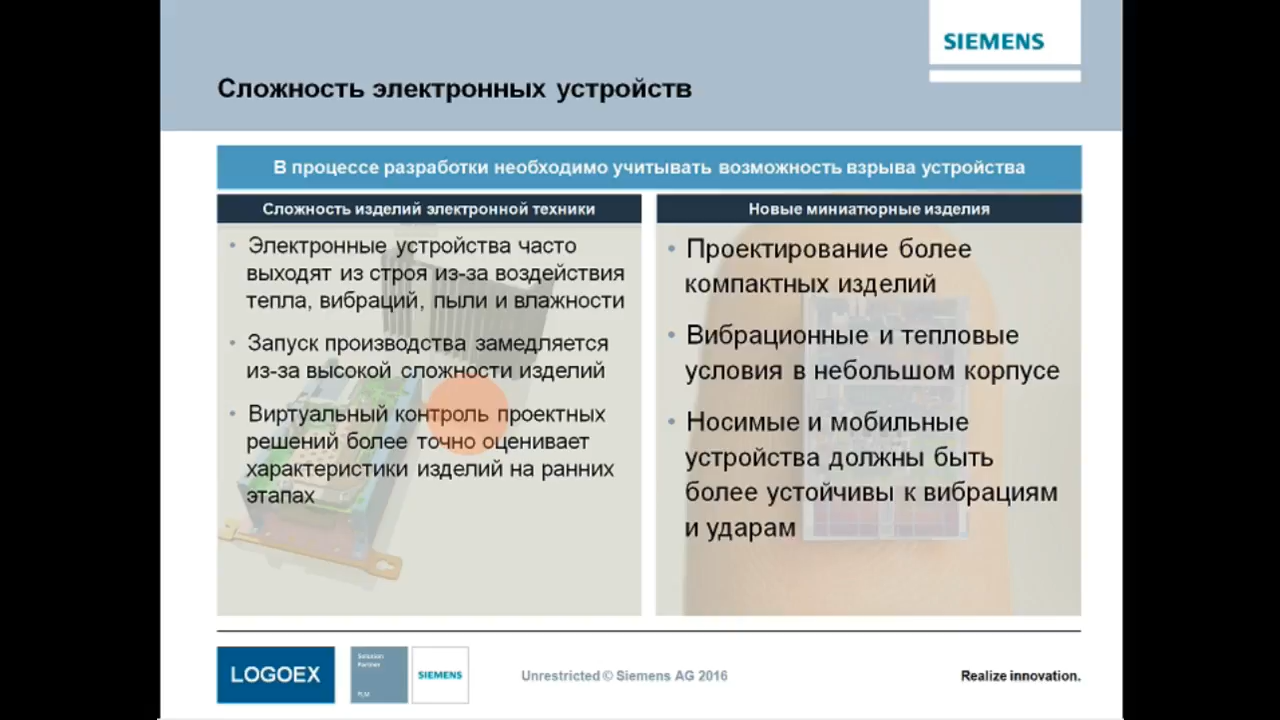 SIEMENS
Сложность электронных устройств
В процессе разработки необходимо учитывать возможность взрыва устройства
Сложность изделий электронной техники
• Электронные устройства часто
выходят из строя из-за воздействия
тепла, вибраций, пыли и влажности
• Запуск производства замедляется
из-за высокой сложности изделий
• Виртуальный контроль проектных
решений более точно оценивает
характеристики изделий на ранних
этапах
Новые миниатюрные изделия
• Проектирование более
компактных изделий
• Вибрационные и тепловые
условия в небольшом корпусе
• Носимые и мобильные
устройства должны быть
более устойчивы к вибрациям
и ударам
LOGOEX
Solution
Partner
PLM
SIEMENS
Unrestricted © Siemens AG 2016
Realize innovation.